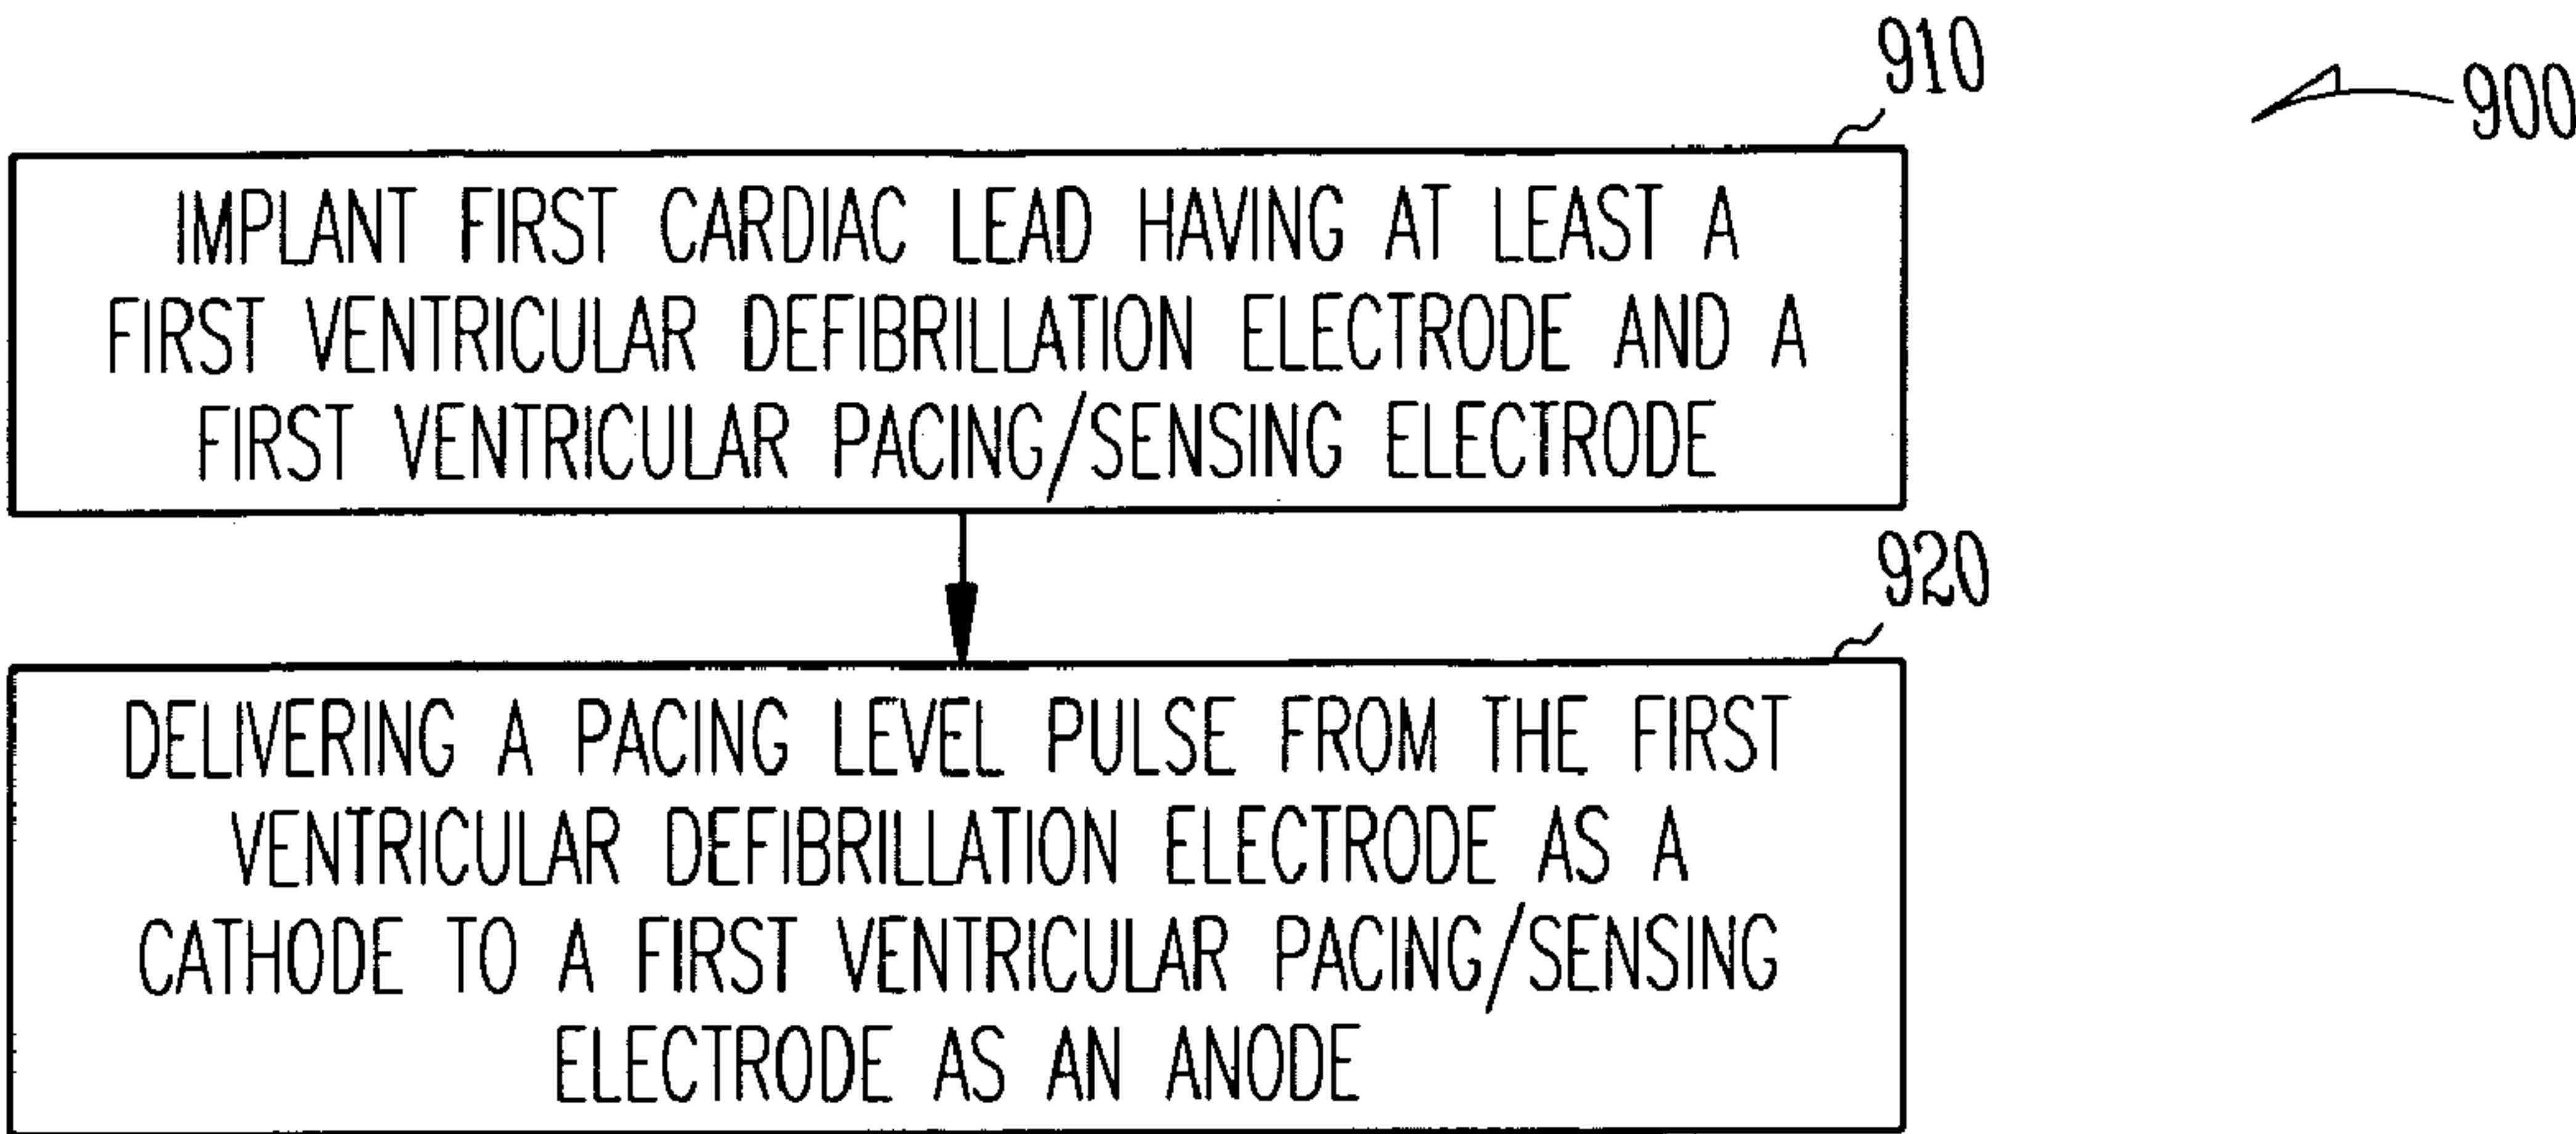 910
900
IMPLANT FIRST CARDIAC LEAD HAVING AT LEAST A
FIRST VENTRICULAR DEFIBRILLATION ELECTRODE AND A
FIRST VENTRICULAR PACING/SENSING ELECTRODE
920
DELIVERING A PACING LEVEL PULSE FROM THE FIRST
VENTRICULAR DEFIBRILLATION ELECTRODE AS A
CATHODE TO A FIRST VENTRICULAR PACING/SENSING
ELECTRODE AS AN ANODE